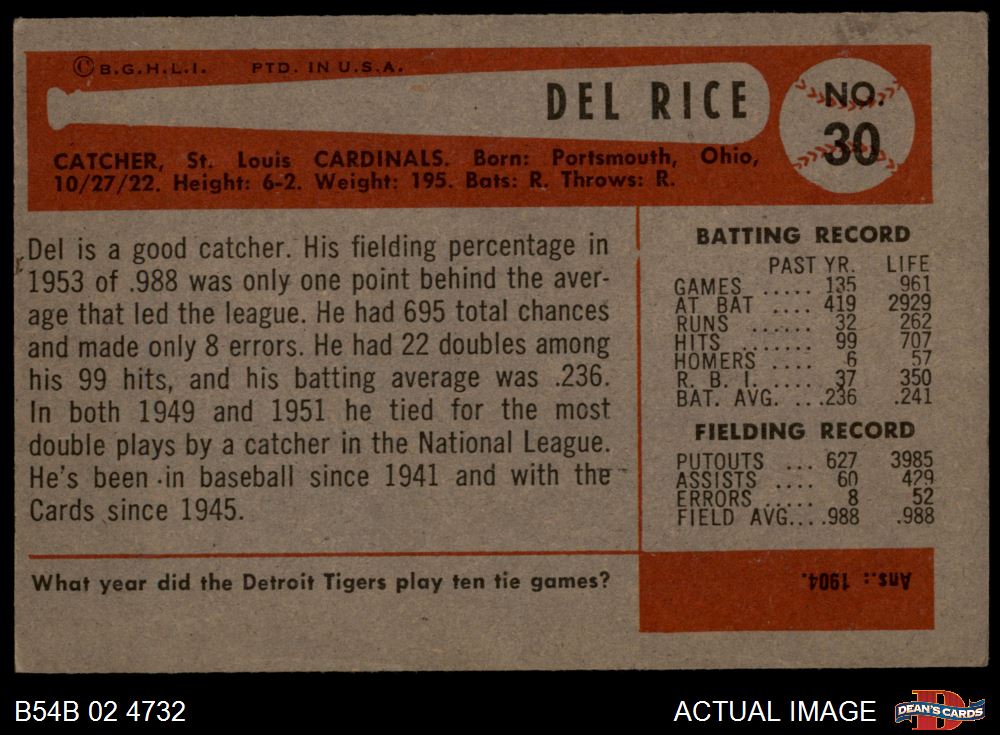 © B.G.H.L.I. PTD. IN U.S.A.
DEL RICE
NO.
30
CATCHER, St. Louis CARDINALS. Born: Portsmouth, Ohio,
10/27/22. Height: 6-2. Weight: 195. Bats: R. Throws: R.
Del is a good catcher. His fielding percentage in
1953 of .988 was only one point behind the aver-
age that led the league. He had 695 total chances
and made only 8 errors. He had 22 doubles among
his 99 hits, and his batting average was .236.
In both 1949 and 1951 he tied for the most
double plays by a catcher in the National League.
He's been in baseball since 1941 and with the
Cards since 1945.
BATTING RECORD
PAST YR. LIFE
GAMES ..... 135 961
AT BAT .... 419 2929
RUNS ...... 32 262
HITS ....... 99 707
HOMERS .... 6 57
R. B. I. ..... 37 350
BAT. AVG. ... .236 .241
FIELDING RECORD
PUTOUTS ... 627 3985
ASSISTS .... 60 429
ERRORS ..... 8 52
FIELD AVG.... .988 .988
What year did the Detroit Tigers play ten tie games?
Ans.: 1904.
B54B 02 4732
ACTUAL IMAGE
DEAN'S CARDS